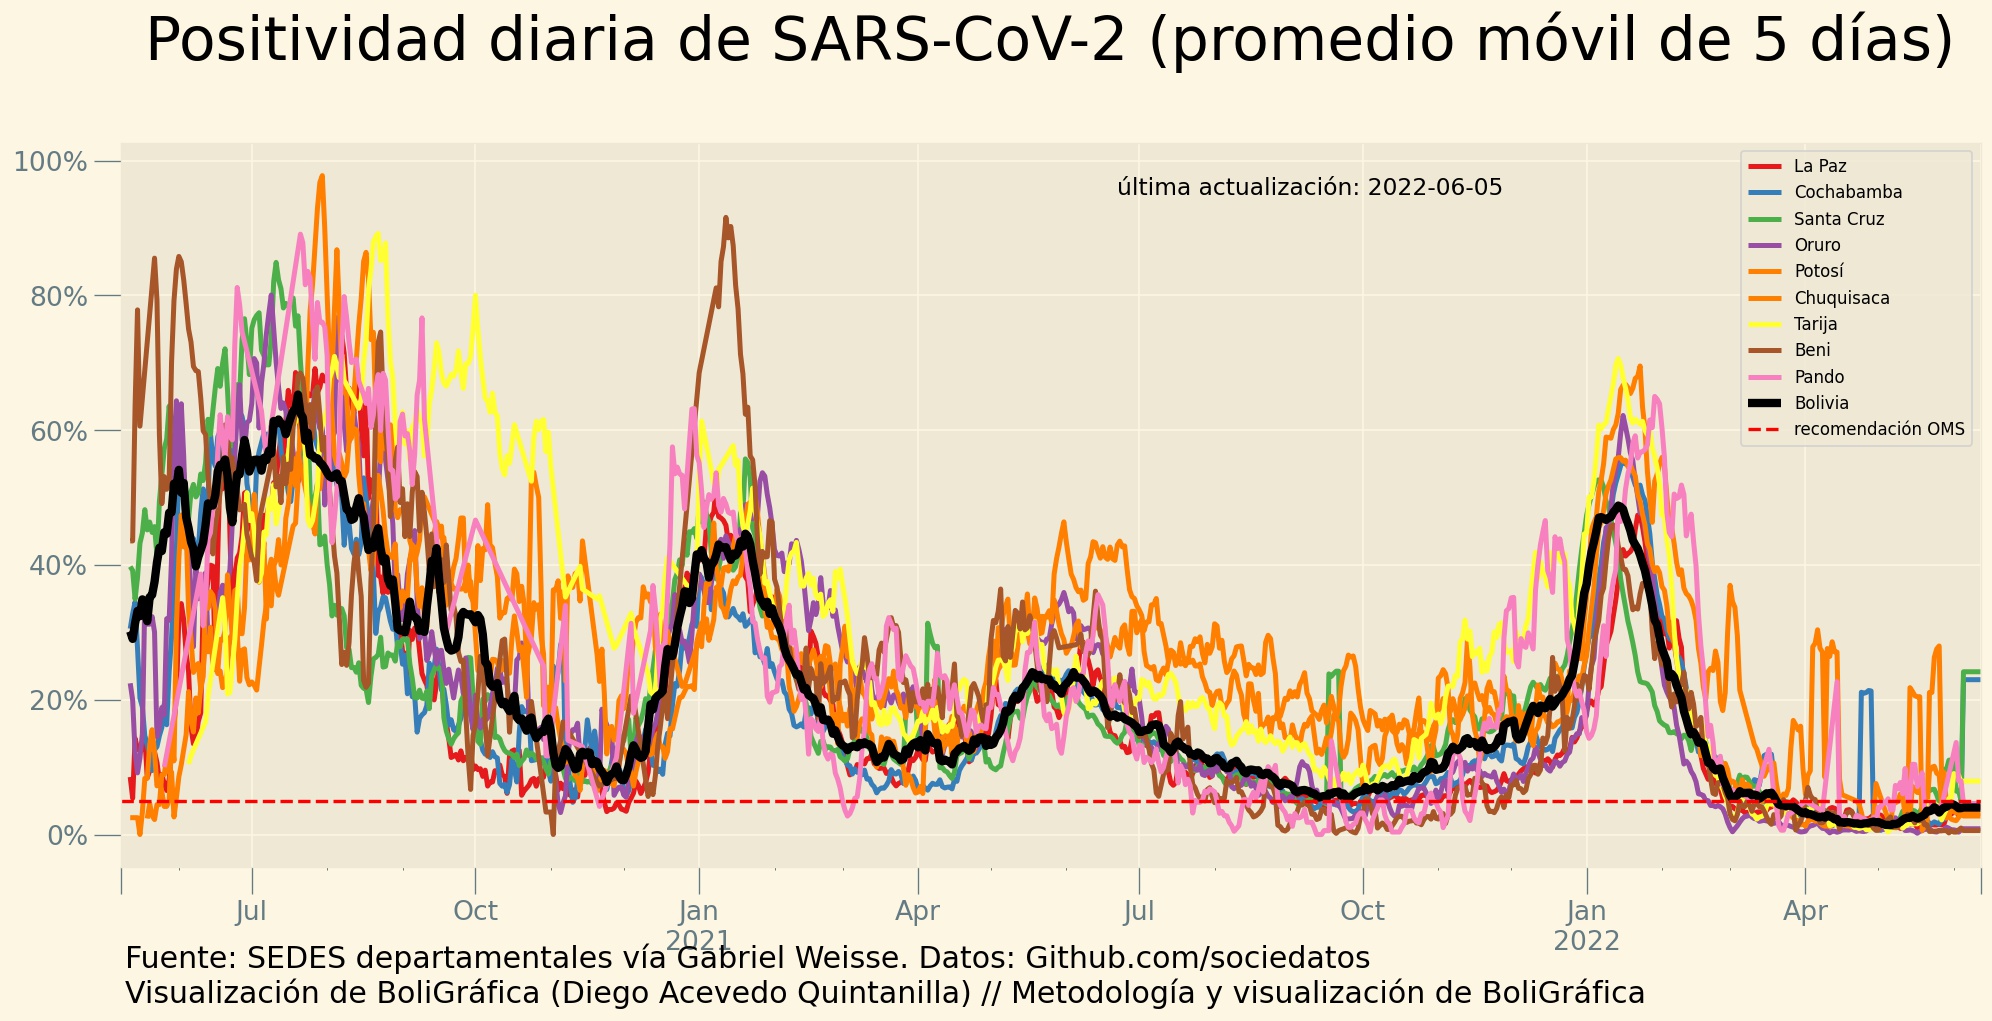 Positividad diaria de SARS-CoV-2 (promedio móvil de 5 días)
última actualización: 2022-06-05
La Paz
Cochabamba
Santa Cruz
Oruro
Potosí
Chuquisaca
Tarija
Beni
Pando
Bolivia
recomendación OMS
100%
80%
60%
40%
20%
0%
Jul Oct Jan Apr Jul Oct Jan Apr
2021 2022
Fuente: SEDES departamentales vía Gabriel Weisse. Datos: Github.com/sociedatos
Visualización de BoliGráfica (Diego Acevedo Quintanilla) // Metodología y visualización de BoliGráfica